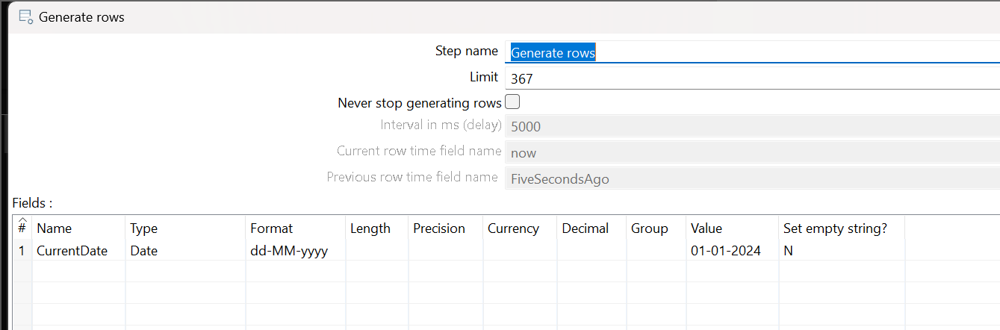 Generate rows
Step name Generate rows
Limit 367
Never stop generating rows
Interval in ms (delay) 5000
Current row time field name now
Previous row time field name FiveSecondsAgo
Fields :
# Name Type Format Length Precision Currency Decimal Group Value Set empty string?
1 CurrentDate Date dd-MM-yyyy 01-01-2024 N